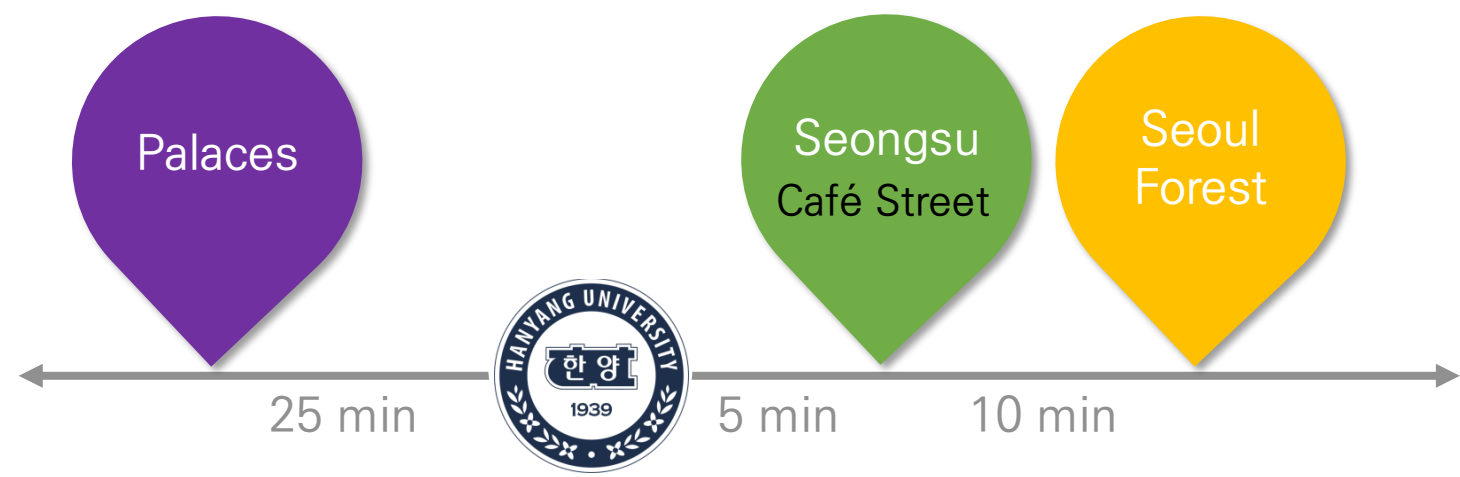 Palaces
Seongsu
Café Street
Seoul
Forest
HANYANG UNIVERSITY
한양
1939
25 min
5 min
10 min